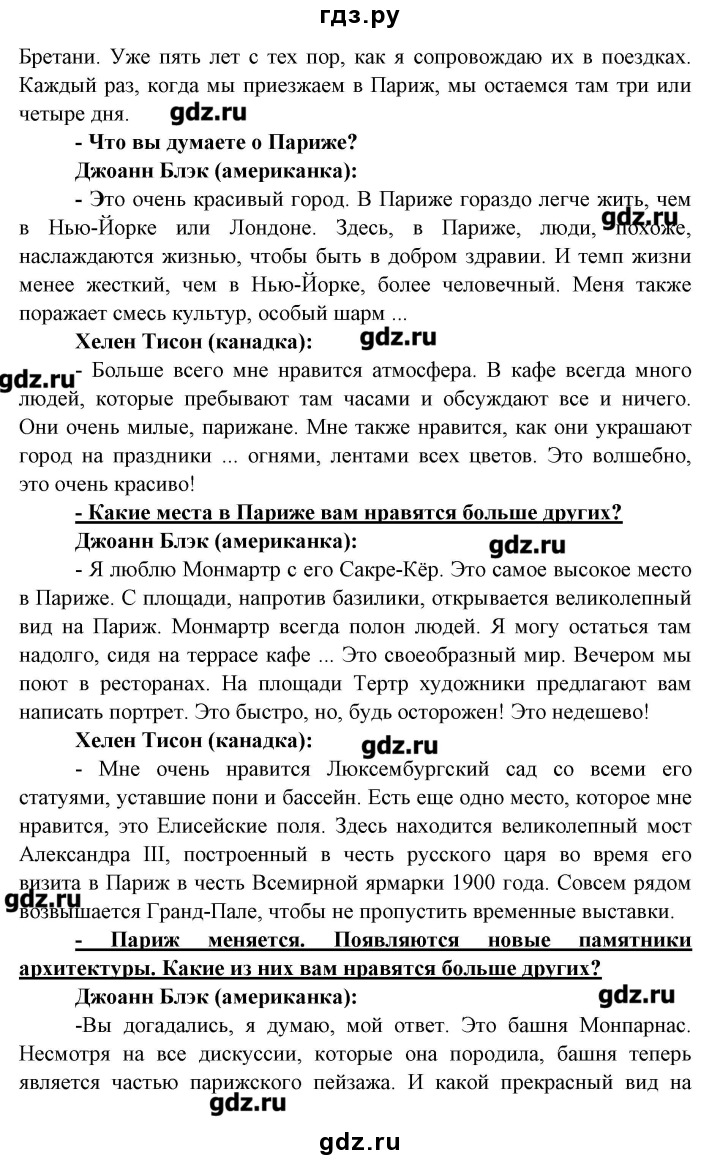 гдз.ру
Бретани. Уже пять лет с тех пор, как я сопровождаю их в поездках.
Каждый раз, когда мы приезжаем в Париж, мы остаемся там три или
четыре дня.
gdz.ru
- Что вы думаете о Париже?
Джоанн Блэк (американка):
- Это очень красивый город. В Париже гораздо легче жить, чем
gdz.ru
в Нью-Йорке или Лондоне. Здесь, в Париже, люди, похоже,
наслаждаются жизнью, чтобы быть в добром здравии. И темп жизни
менее жесткий, чем в Нью-Йорке, более человечный. Меня также
поражает смесь культур, особый шарм ...
gdz.ru
Хелен Тисон (канадка):
gdz.ru
- Больше всего мне нравится атмосфера. В кафе всегда много
людей, которые пребывают там часами и обсуждают все и ничего.
Они очень милые, парижане. Мне также нравится, как они украшают
город на праздники ... огнями, лентами всех цветов. Это волшебно,
это очень красиво!
- Какие места в Париже вам нравятся больше других?
Джоанн Блэк (американка):
gdz.ru
- Я люблю Монмартр с его Сакре-Кёр. Это самое высокое место
в Париже. С площади, напротив базилики, открывается великолепный
вид на Париж. Монмартр всегда полон людей. Я могу остаться там
надолго, сидя на террасе кафе ... Это своеобразный мир. Вечером мы
поют в ресторанах. На площади Тертр художники предлагают вам
написать портрет. Это быстро, но, будь осторожен! Это недешево!
Хелен Тисон (канадка):
gdz.ru
- Мне очень нравится Люксембургский сад со всеми его
статуями, уставшие пони и бассейн. Есть еще одно место, которое мне
нравится, это Елисейские поля. Здесь находится великолепный мост
Александра III, построенный в честь русского царя во время его
визита в Париж в честь Всемирной ярмарки 1900 года. Совсем рядом
gdz.ru
возвышается Гранд-Пале, чтобы не пропустить временные выставки.
- Париж меняется. Появляются новые памятники
архитектуры. Какие из них вам нравятся больше других?
Джоанн Блэк (американка):
gdz.ru
-Вы догадались, я думаю, мой ответ. Это башня Монпарнас.
Несмотря на все дискуссии, которые она породила, башня теперь
является частью парижского пейзажа. И какой прекрасный вид на
gdz.ru
gdz.ru